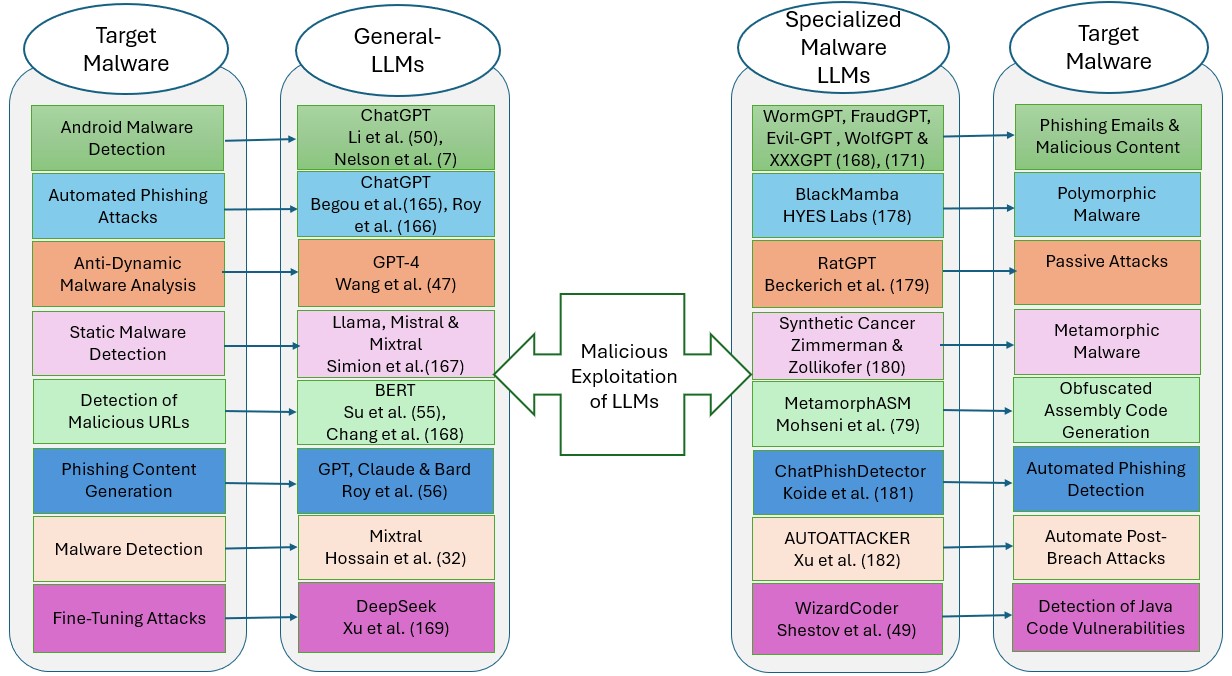 Target
Malware
General-
LLMs
Specialized
Malware
LLMs
Target
Malware
Android Malware
Detection
ChatGPT
Li et al. (50),
Nelson et al. (7)
Automated Phishing
Attacks
ChatGPT
Begou et al.(165), Roy
et al. (166)
Anti-Dynamic
Malware Analysis
GPT-4
Wang et al. (47)
Static Malware
Detection
Llama, Mistral &
Mixtral
Simion et al.(167)
Detection of
Malicious URLs
BERT
Su et al. (55),
Chang et al. (168)
Phishing Content
Generation
GPT, Claude & Bard
Roy et al. (56)
Malware Detection
Mixtral
Hossain et al. (32)
Fine-Tuning Attacks
DeepSeek
Xu et al. (169)
Malicious
Exploitation
of LLMs
WormGPT, FraudGPT,
Evil-GPT , WolfGPT &
XXXGPT (168), (171)
Phishing Emails &
Malicious Content
BlackMamba
HYES Labs (178)
Polymorphic
Malware
RatGPT
Beckerich et al. (179)
Passive Attacks
Synthetic Cancer
Zimmerman &
Zollikofer (180)
Metamorphic
Malware
MetamorphASM
Mohseni et al. (79)
Obfuscated
Assembly Code
Generation
ChatPhishDetector
Koide et al. (181)
Automated Phishing
Detection
AUTOATTACKER
Xu et al. (182)
Automate Post-
Breach Attacks
WizardCoder
Shestov et al. (49)
Detection of Java
Code Vulnerabilities